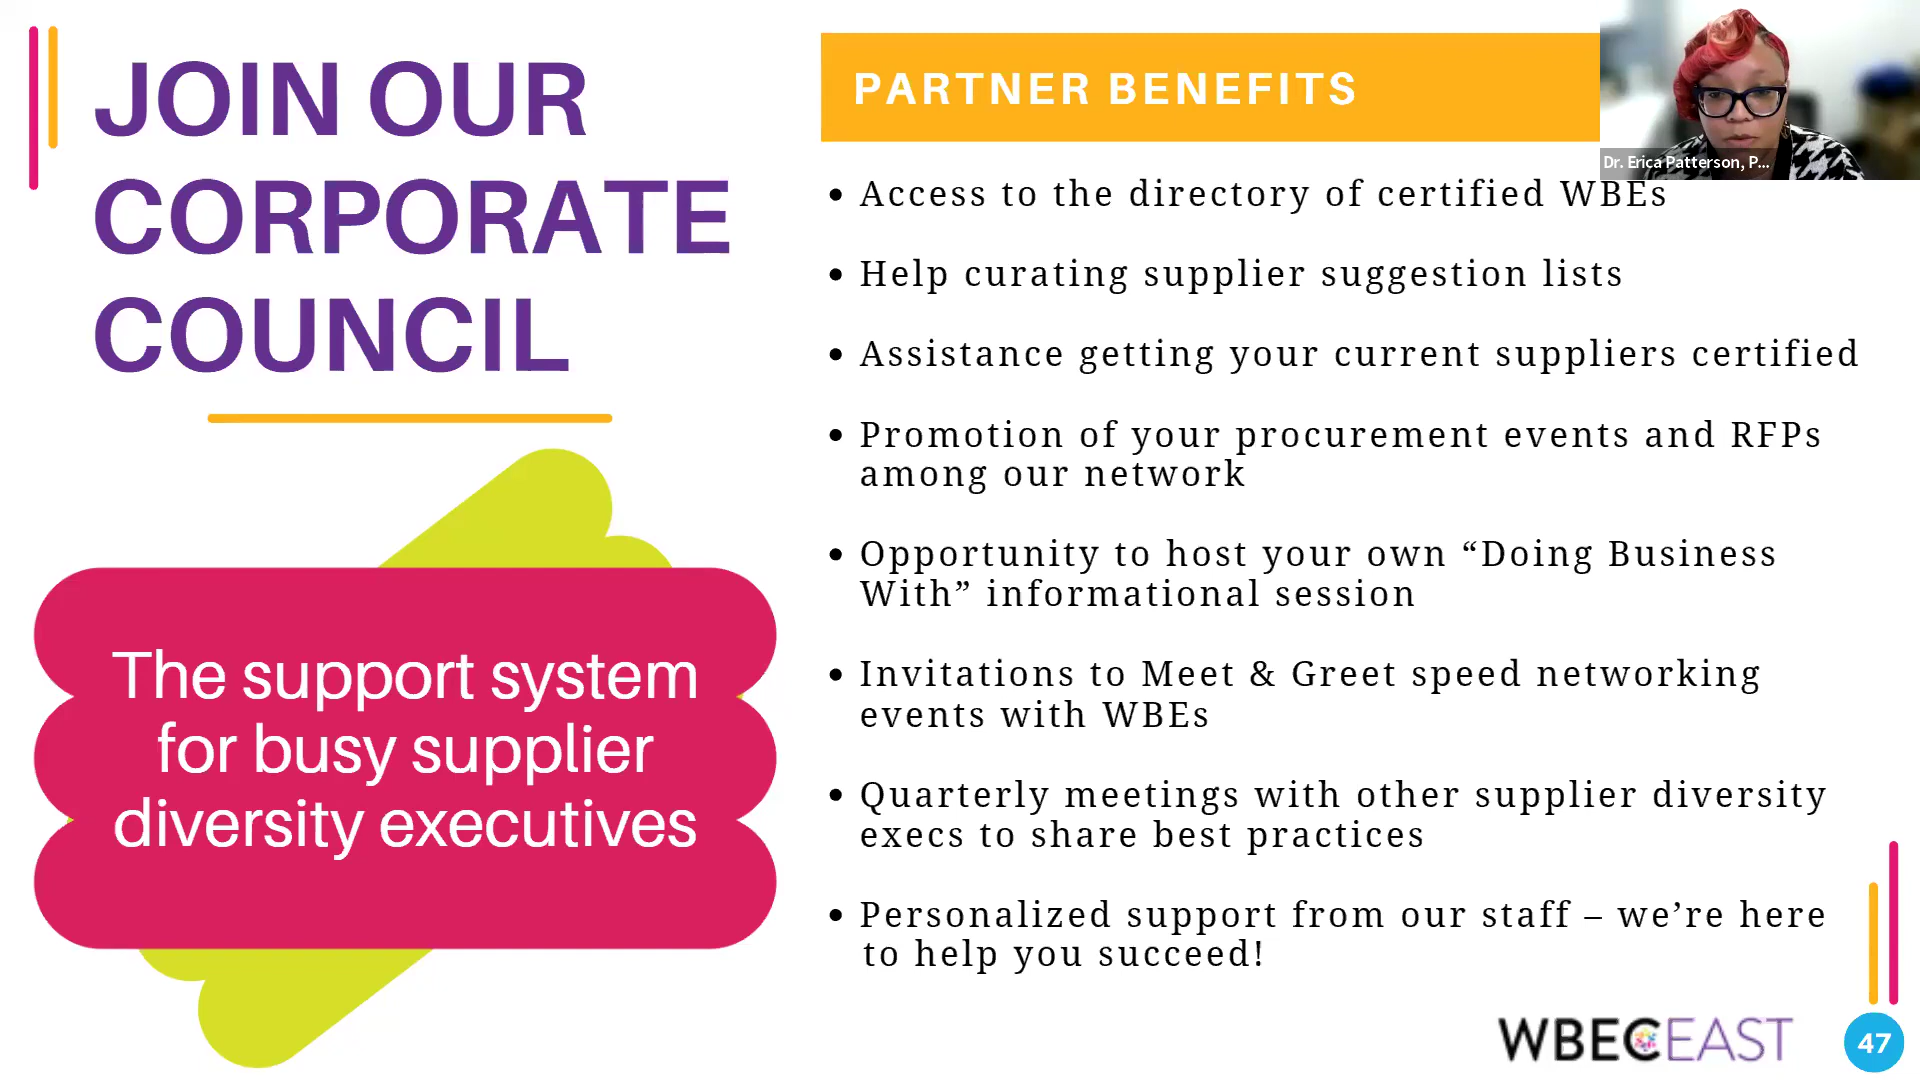 JOIN OUR
CORPORATE
COUNCIL
The support system
for busy supplier
diversity executives
PARTNER BENEFITS
Dr. Erica Patterson, P...
• Access to the directory of certified WBEs
• Help curating supplier suggestion lists
• Assistance getting your current suppliers certified
• Promotion of your procurement events and RFPs
among our network
• Opportunity to host your own “Doing Business
With” informational session
• Invitations to Meet & Greet speed networking
events with WBEs
• Quarterly meetings with other supplier diversity
execs to share best practices
• Personalized support from our staff – we’re here
to help you succeed!
WBECEAST
47